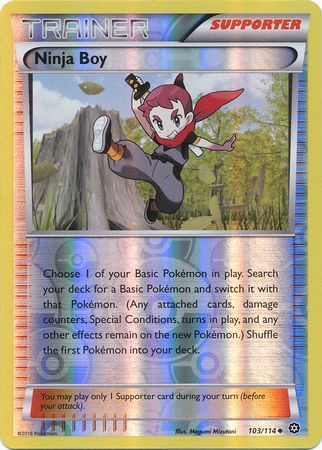 TRAINER
SUPPORTER
Ninja Boy
Choose 1 of your Basic Pokémon in play. Search
your deck for a Basic Pokémon and switch it with
that Pokémon. (Any attached cards, damage
counters, Special Conditions, turns in play, and any
other effects remain on the new Pokémon.) Shuffle
the first Pokémon into your deck.
You may play only 1 Supporter card during your turn (before
your attack).
©2016 Pokémon
Illus. Megumi Mizutani
103/114